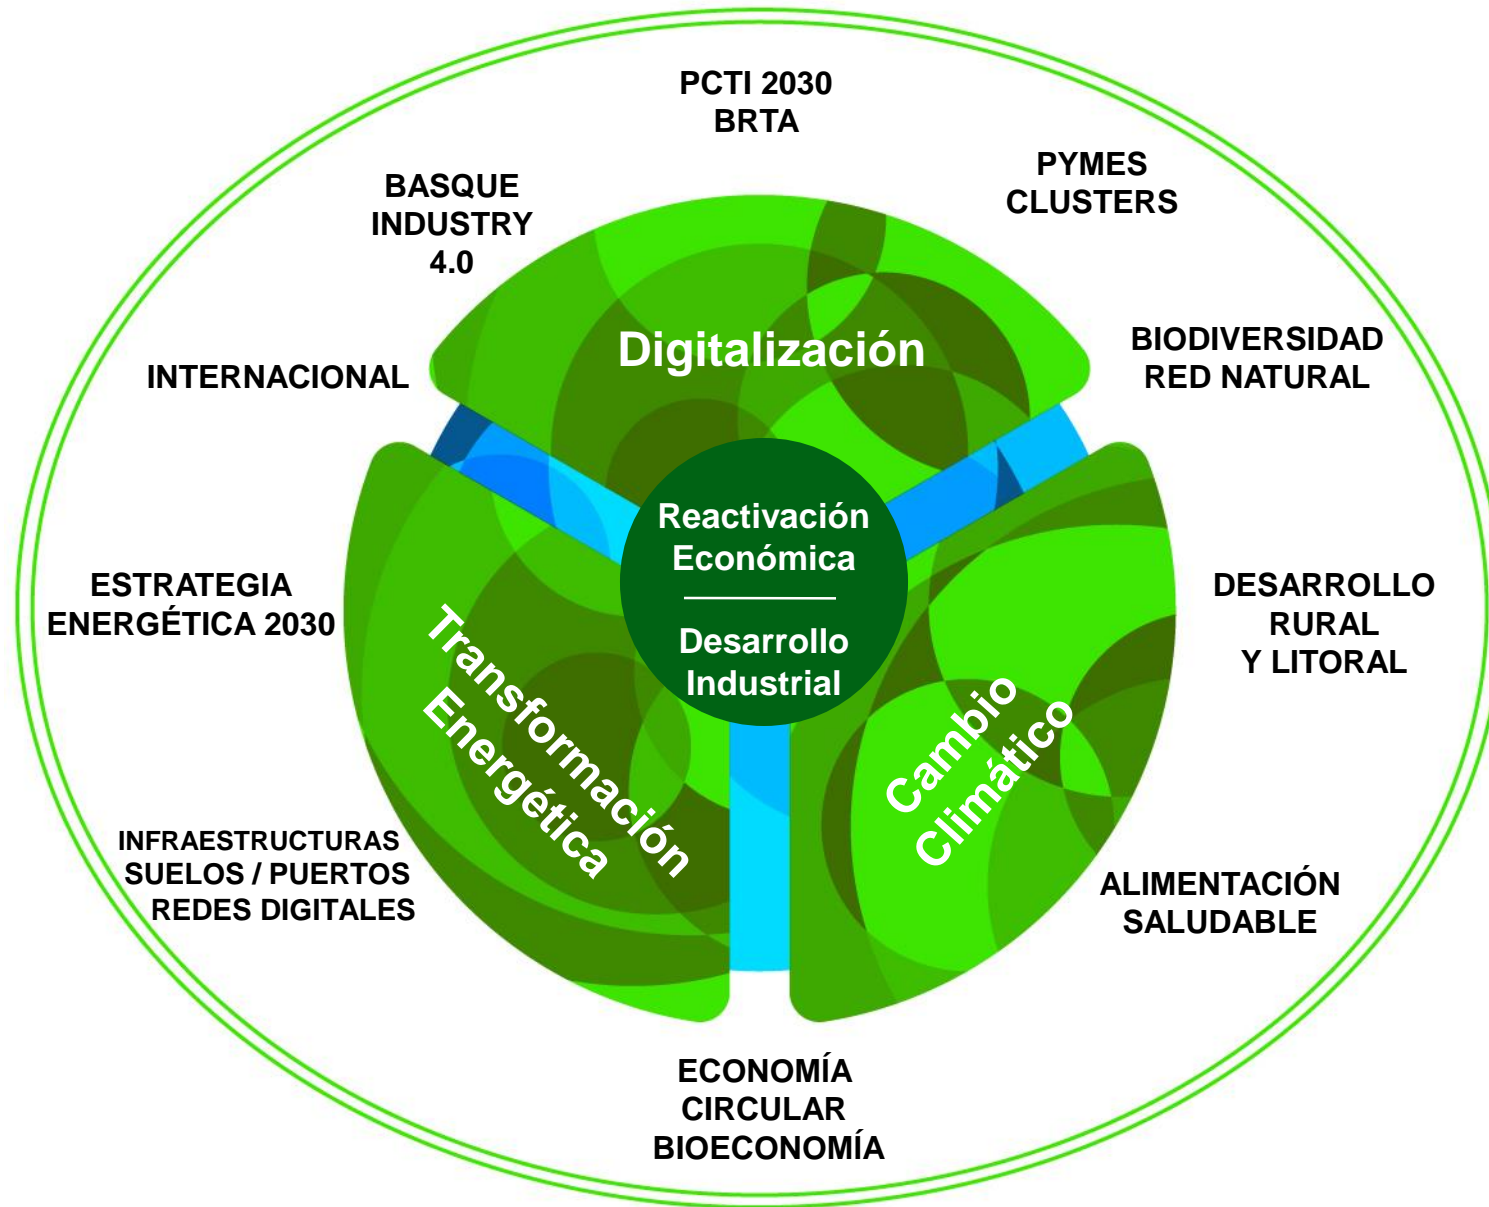 PCTI 2030
BRTA
PYMES
CLUSTERS
BASQUE
INDUSTRY
4.0
INTERNACIONAL
Digitalización
BIODIVERSIDAD
RED NATURAL
Reactivación
Económica
Desarrollo
Industrial
ESTRATEGIA
ENERGÉTICA 2030
Transformación
Energética
Cambio
Climático
DESARROLLO
RURAL
Y LITORAL
INFRAESTRUCTURAS
SUELOS / PUERTOS
REDES DIGITALES
ALIMENTACIÓN
SALUDABLE
ECONOMÍA
CIRCULAR
BIOECONOMÍA